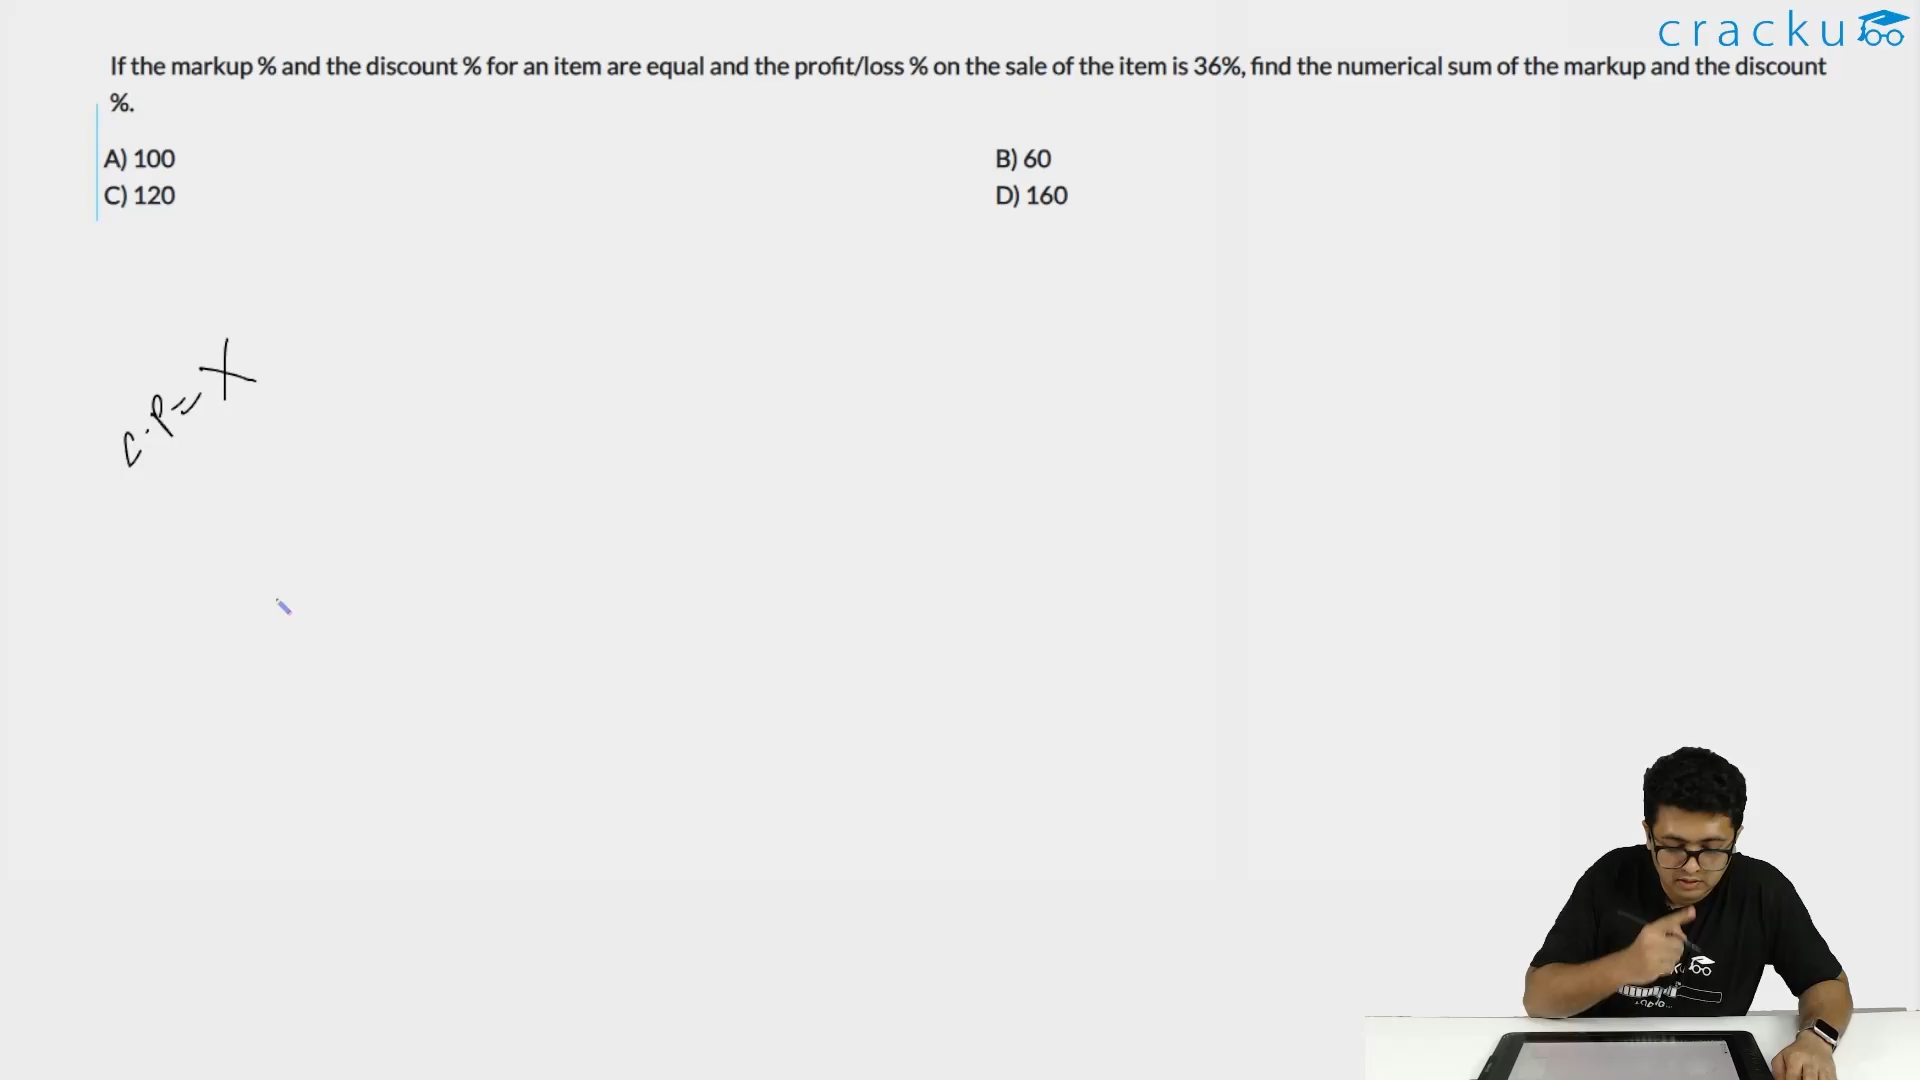 cracku
If the markup % and the discount % for an item are equal and the profit/loss % on the sale of the item is 36%, find the numerical sum of the markup and the discount
%.
A) 100
B) 60
C) 120
D) 160
C.P =